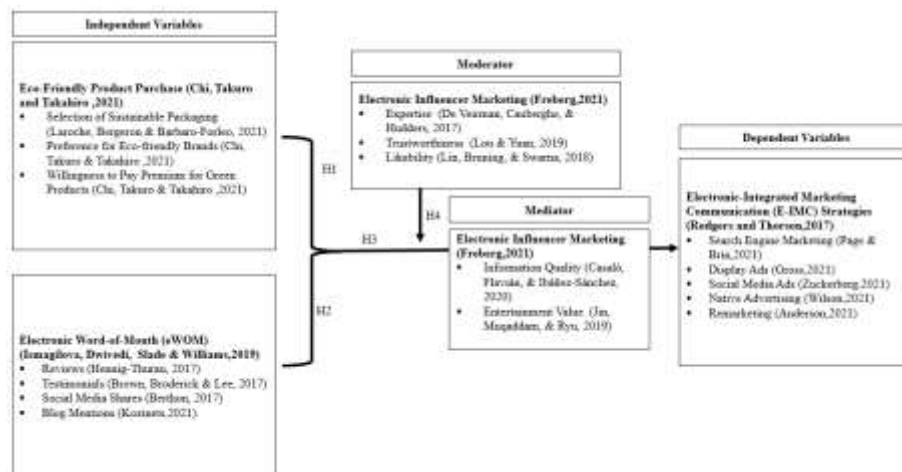 Independent Variables
Eco-Friendly Product Purchase (Chi, Takuro
and Takahiro ,2021)
• Selection of Sustainable Packaging
(Laroche, Bergeron & Barbaro-Forleo, 2021)
• Preference for Eco-friendly Brands (Chi,
Takuro & Takahiro ,2021)
• Willingness to Pay Premium for Green
Products (Chi, Takuro & Takahiro ,2021)
Electronic Word-of-Mouth (eWOM)
(Ismagilova, Dwivedi, Slade & Williams,2019)
• Reviews (Hennig-Thurau, 2017)
• Testimonials (Brown, Broderick & Lee, 2017)
• Social Media Shares (Berthon, 2017)
• Blog Mentions (Kozinets,2021).
H1
H3
H2
Moderator
Electronic Influencer Marketing (Freberg,2021)
• Expertise (De Veirman, Cauberghe, &
Hudders, 2017)
• Trustworthiness (Lou & Yuan, 2019)
• Likability (Lin, Bruning, & Swarna, 2018)
H4
Mediator
Electronic Influencer Marketing
(Freberg,2021)
• Information Quality (Casaló,
Flavián, & Ibáñez-Sánchez,
2020)
• Entertainment Value (Jin,
Muqaddam, & Ryu, 2019)
Dependent Variables
Electronic-Integrated Marketing
Communication (E-IMC) Strategies
(Rodgers and Thorson,2017)
• Search Engine Marketing (Page &
2021)
• Display Ads (2021)
• Social Media Ads (Zuckerberg,2021)
• Native Advertising (Wilson,2021)
• Remarketing (Anderson,2021)